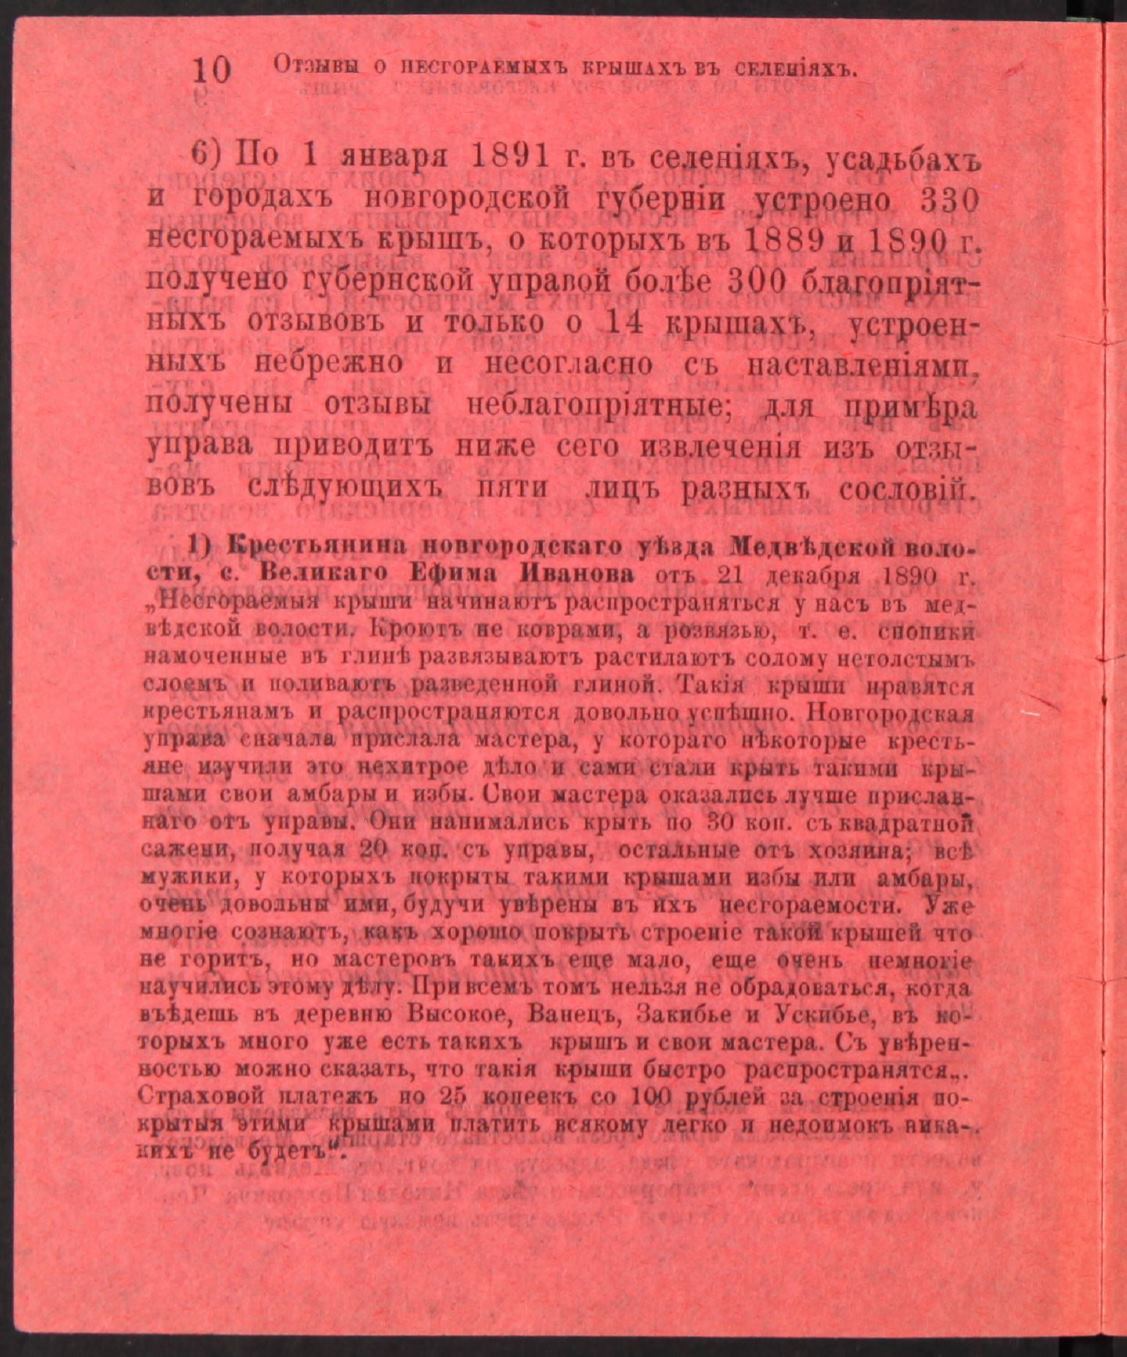 10 Отзывы о несгораемыхъ крышахъ въ селеніяхъ.
6) По 1 января 1891 г. въ селеніяхъ, усадьбахъ
и городахъ новгородской губерніи устроено 330
несгораемыхъ крышъ, о которыхъ въ 1889 и 1890 г.
получено губернской управой болѣе 300 благопріят-
ныхъ отзывовъ и только о 14 крышахъ, устроен-
ныхъ небрежно и несогласно съ наставленіями,
получены отзывы неблагопріятные; для примѣра
управа приводитъ ниже сего извлеченія изъ отзы-
вовъ слѣдующихъ пяти лицъ разныхъ сословій.
1) Крестьянина новгородскаго уѣзда Медвѣдской воло-
сти, с. Великаго Ефима Иванова отъ 21 декабря 1890 г.
„Несгораемыя крыши начинаютъ распространяться у насъ въ мед-
вѣдской волости. Кроютъ не коврами, а розвязью, т. е. снопики
намоченные въ глинѣ развязываютъ растилаютъ солому нетолстымъ
слоемъ и поливаютъ разведенной глиной. Такія крыши нравятся
крестьянамъ и распространяются довольно успѣшно. Новгородская
управа сначала прислала мастера, у котораго нѣкоторые кресть-
яне изучили это нехитрое дѣло и сами стали крыть такими кры-
шами свои амбары и избы. Свои мастера оказались лучше прислан-
наго отъ управы. Они нанимались крыть по 30 коп. съ квадратной
сажени, получая 20 коп. съ управы, остальные отъ хозяина; всѣ
мужики, у которыхъ покрыты такими крышами избы или амбары,
очень довольны ими, будучи увѣрены въ ихъ несгораемости. Уже
многіе сознаютъ, какъ хорошо покрыть строеніе такой крышей что
не горитъ, но мастеровъ такихъ еще мало, еще очень немногіе
научились этому дѣлу. При всемъ томъ нельзя не обрадоваться, когда
въѣдешь въ деревню Высокое, Ванецъ, Закибье и Ускибье, въ ко-
торыхъ много уже есть такихъ крышъ и свои мастера. Съ увѣрен-
ностью можно сказать, что такія крыши быстро распространятся...
Страховой платежъ по 25 копеекъ со 100 рублей за строенія по-
крытыя этими крышами платить всякому легко и недоимокъ ника-
кихъ не будетъ“.